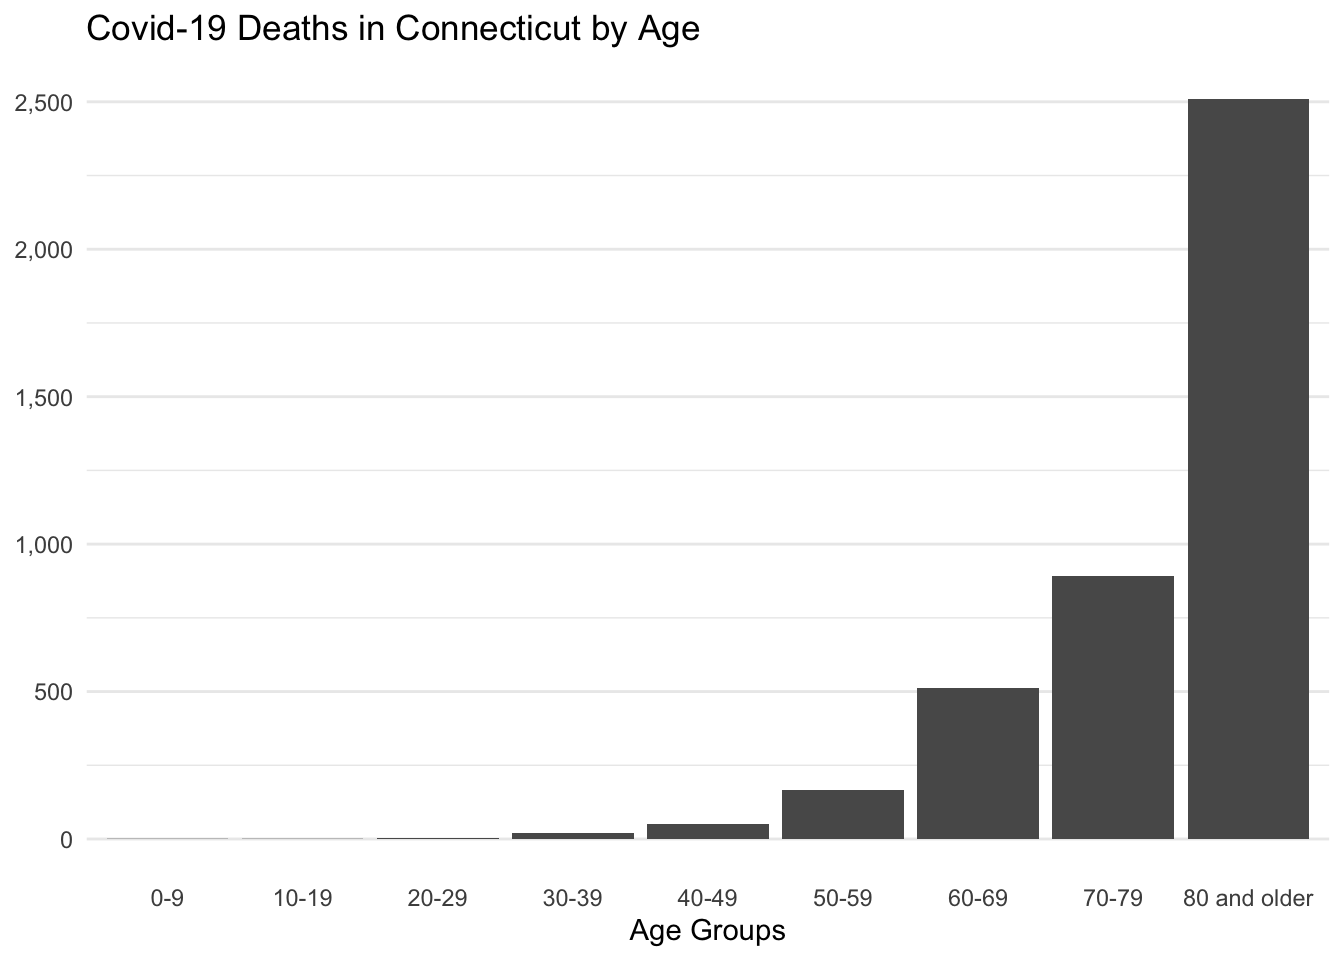 Covid-19 Deaths in Connecticut by Age
2,500
2,000
1,500
1,000
500
0
0-9 10-19 20-29 30-39 40-49 50-59 60-69 70-79 80 and older
Age Groups